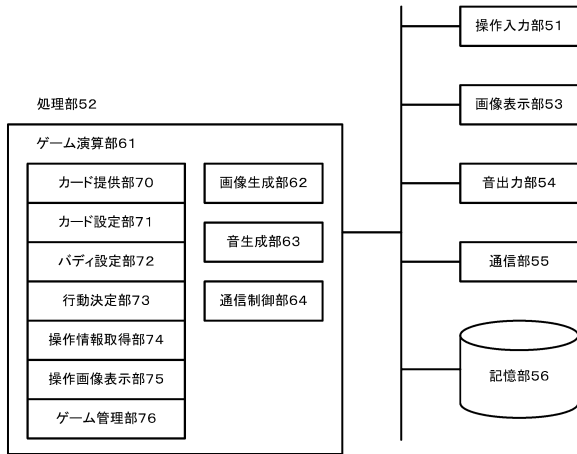 処理部52
ゲーム演算部61
カード提供部70
カード設定部71
バディ設定部72
行動決定部73
操作情報取得部74
操作画像表示部75
ゲーム管理部76
画像生成部62
音生成部63
通信制御部64
操作入力部51
画像表示部53
音出力部54
通信部55
記憶部56